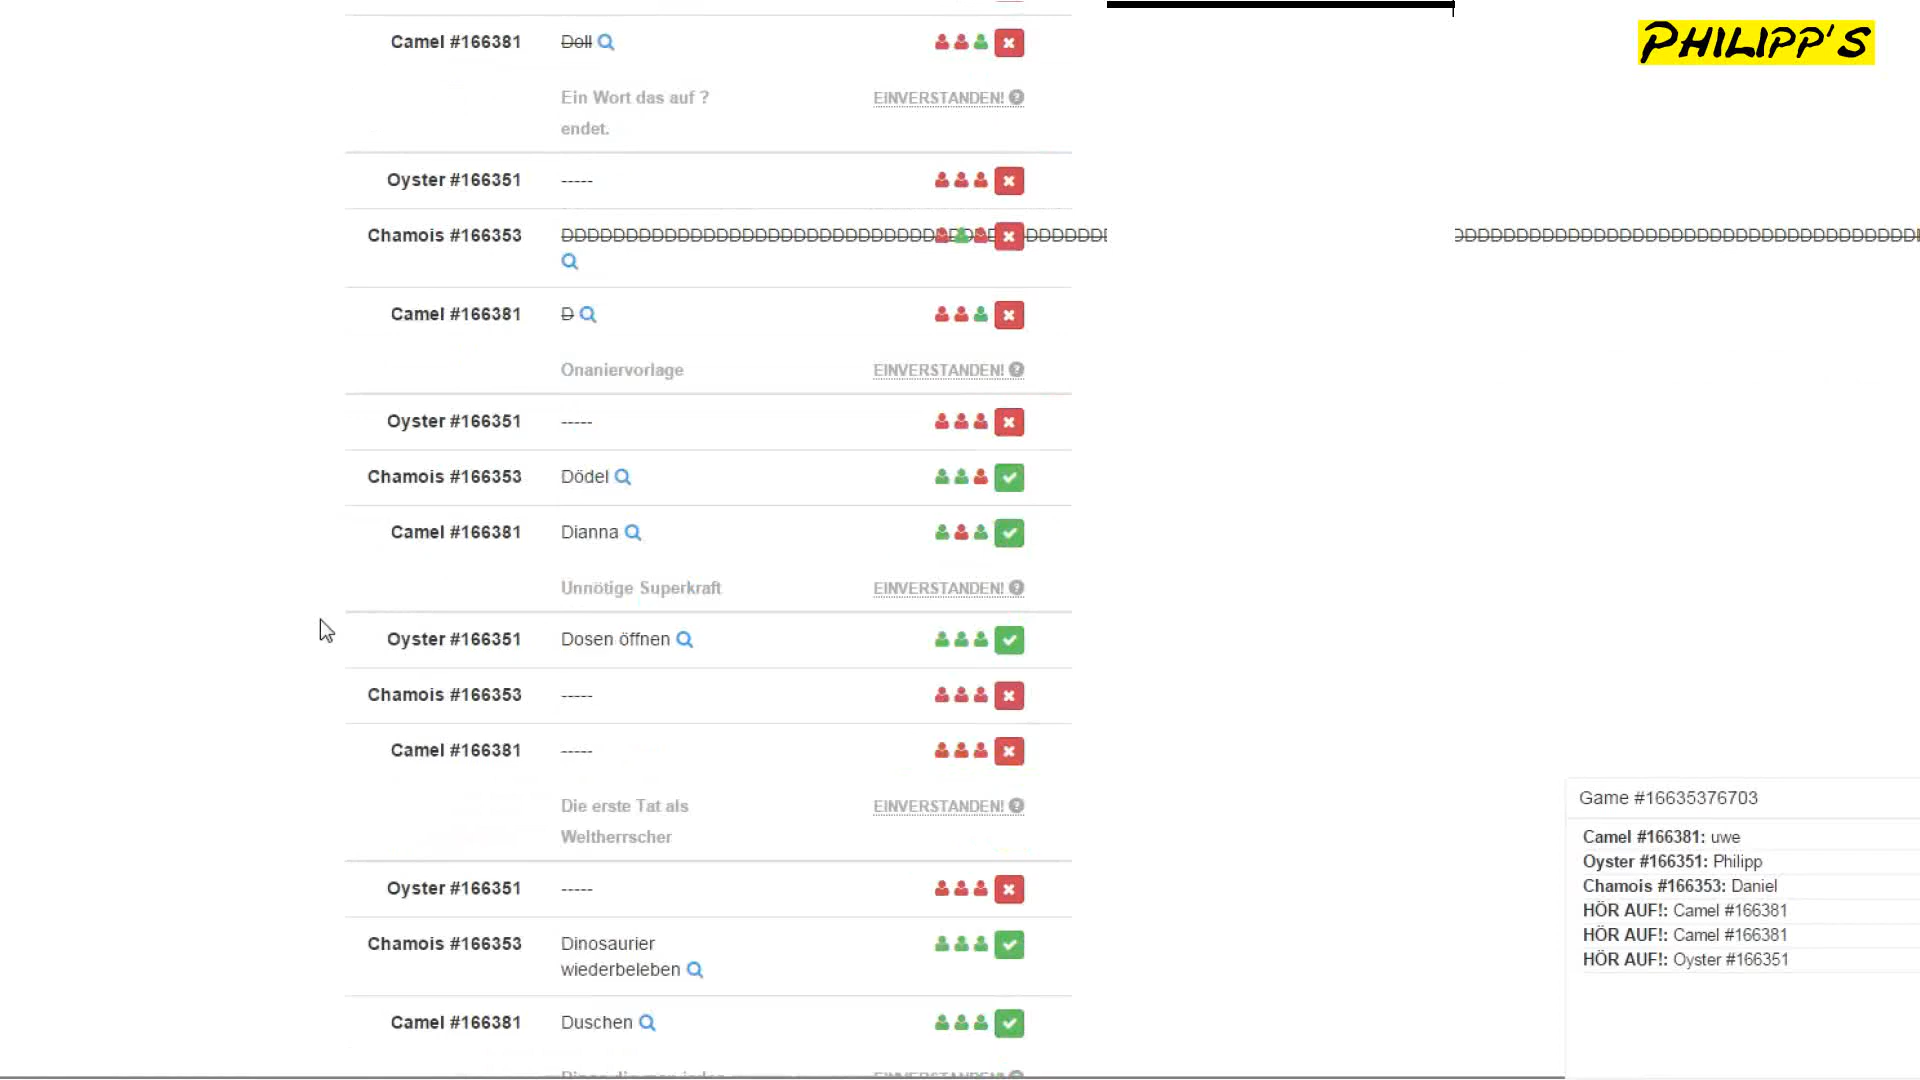 PHILIPP'S
Camel #166381 Doll
Ein Wort das auf ? EINVERSTANDEN!
endet.
Oyster #166351 -----
Chamois #166353
Camel #166381 D
Onaniervorlage EINVERSTANDEN!
Oyster #166351 -----
Chamois #166353 Dödel
Camel #166381 Dianna
Unnötige Superkraft EINVERSTANDEN!
Oyster #166351 Dosen öffnen
Chamois #166353 -----
Camel #166381 -----
Die erste Tat als EINVERSTANDEN!
Weltherrscher
Oyster #166351 -----
Chamois #166353 Dinosaurier
wiederbeleben
Camel #166381 Duschen
Game #16635376703
Camel #166381: uwe
Oyster #166351: Philipp
Chamois #166353: Daniel
HÖR AUF!: Camel #166381
HÖR AUF!: Camel #166381
HÖR AUF!: Oyster #166351